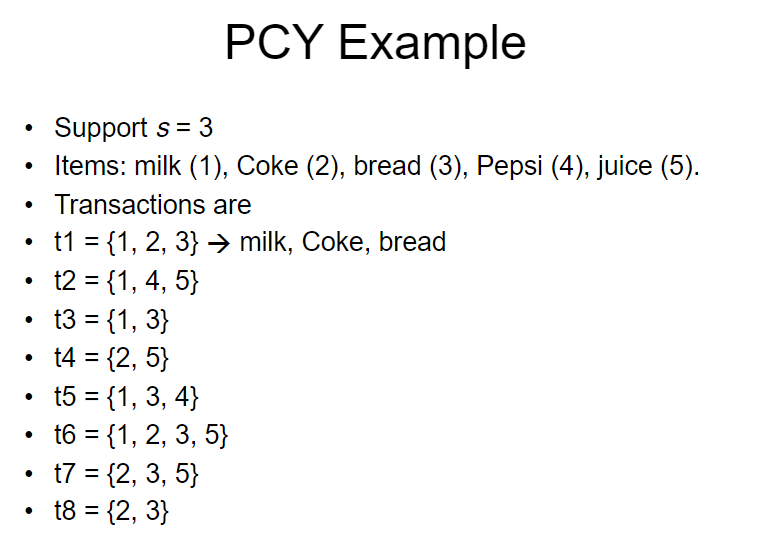 PCY Example
• Support s = 3
• Items: milk (1), Coke (2), bread (3), Pepsi (4), juice (5).
• Transactions are
• t1 = {1, 2, 3} → milk, Coke, bread
• t2 = {1, 4, 5}
• t3 = {1, 3}
• t4 = {2, 5}
• t5 = {1, 3, 4}
• t6 = {1, 2, 3, 5}
• t7 = {2, 3, 5}
• t8 = {2, 3}